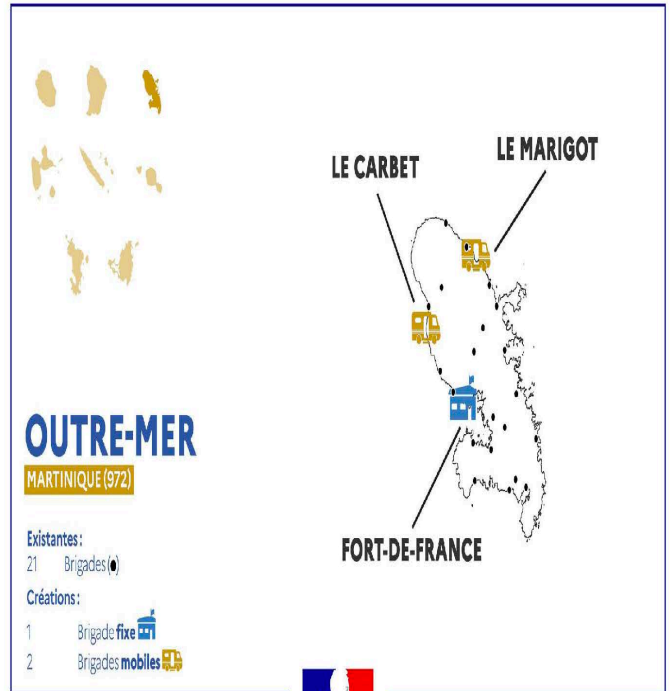 LE CARBET
LE MARIGOT
FORT-DE-FRANCE
OUTRE-MER
MARTINIQUE (972)
Existantes :
21 Brigades (●)
Créations :
1 Brigade fixe
2 Brigades mobiles